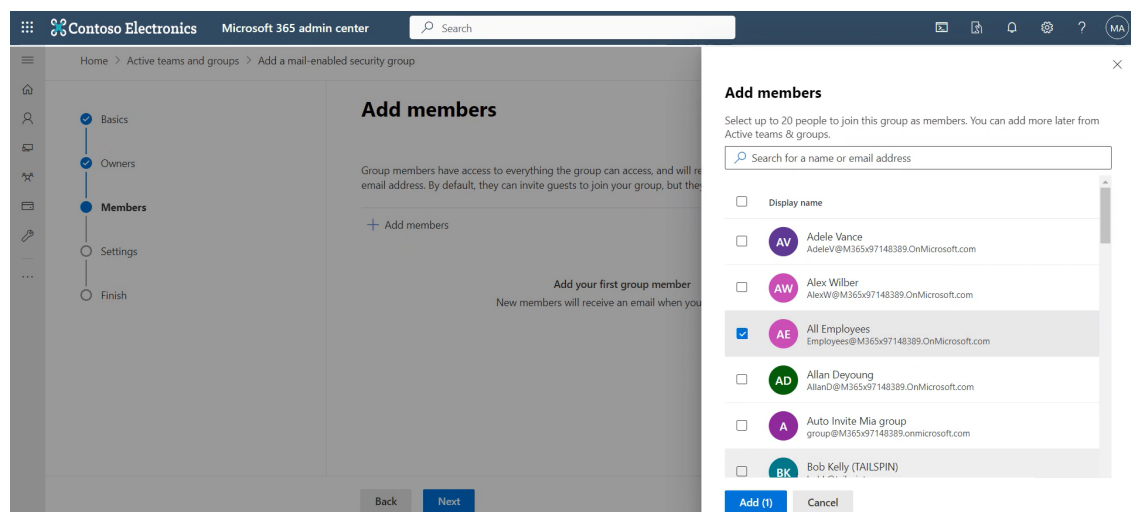 Contoso Electronics
Microsoft 365 admin center
Search
MA
Home > Active teams and groups > Add a mail-enabled security group
Basics
Owners
Members
Settings
Finish
Add members
Group members have access to everything the group can access, and will re
email address. By default, they can invite guests to join your group, but they
+ Add members
Add your first group member
New members will receive an email when you
Back
Next
Add members
Select up to 20 people to join this group as members. You can add more later from
Active teams & groups.
Search for a name or email address
Display name
AV
Adele Vance
AdeleV@M365x97148389.OnMicrosoft.com
AW
Alex Wilber
AlexW@M365x97148389.OnMicrosoft.com
AE
All Employees
Employees@M365x97148389.OnMicrosoft.com
AD
Allan Deyoung
AllanD@M365x97148389.OnMicrosoft.com
A
Auto Invite Mia group
group@M365x97148389.onmicrosoft.com
BK
Bob Kelly (TAILSPIN)
Add (1)
Cancel